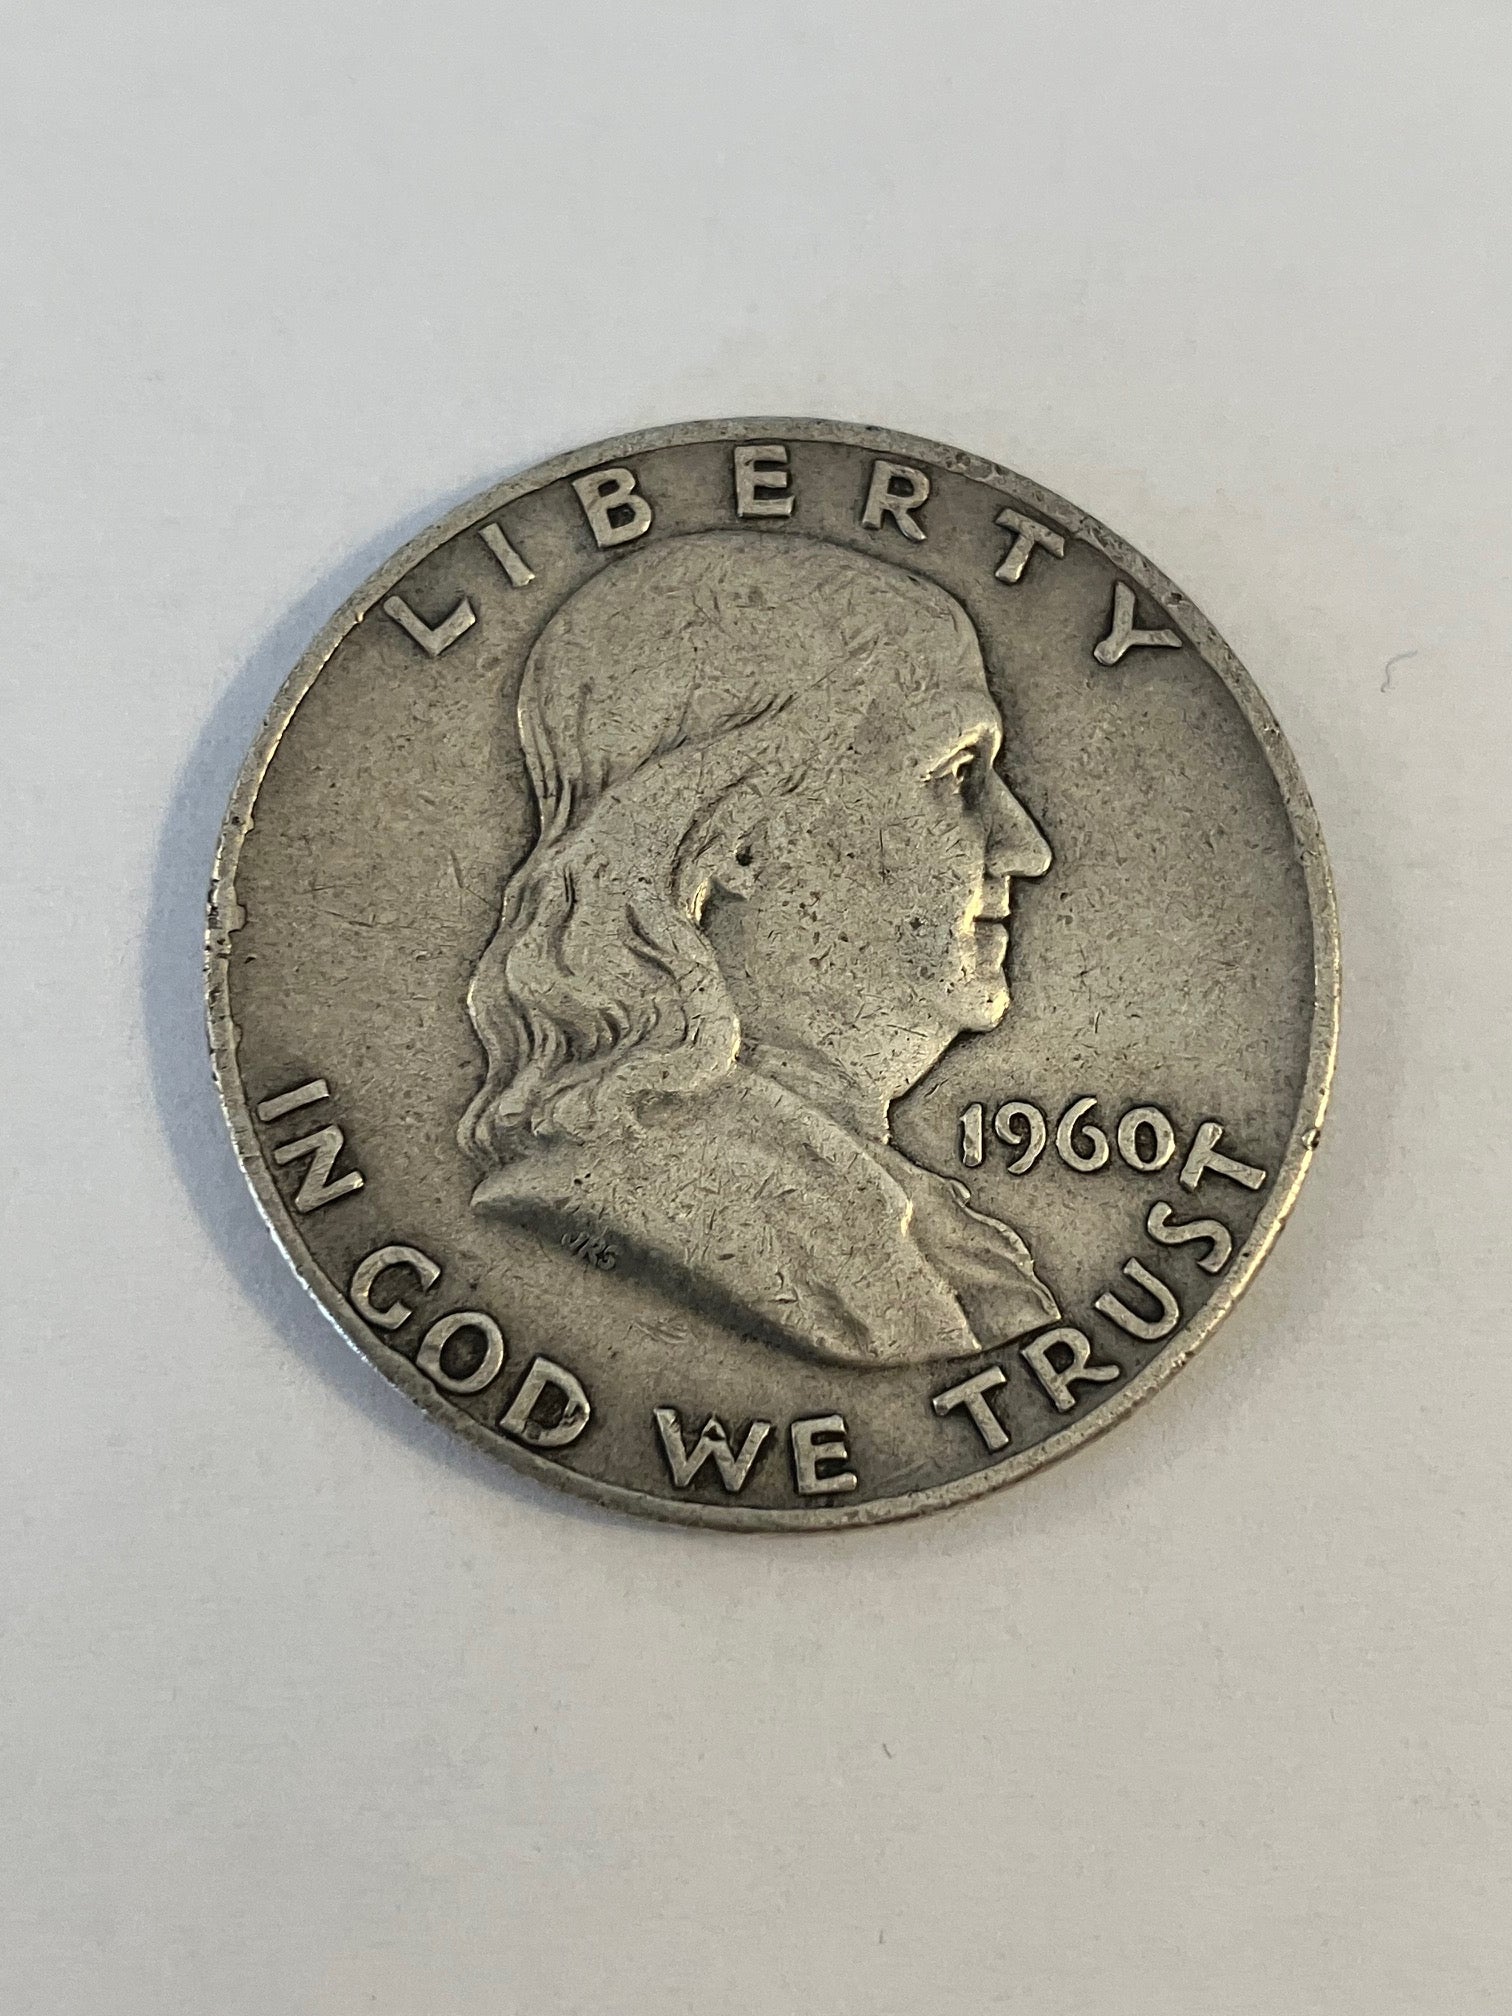 LIBERTY
1960
JRS
IN GOD WE TRUST